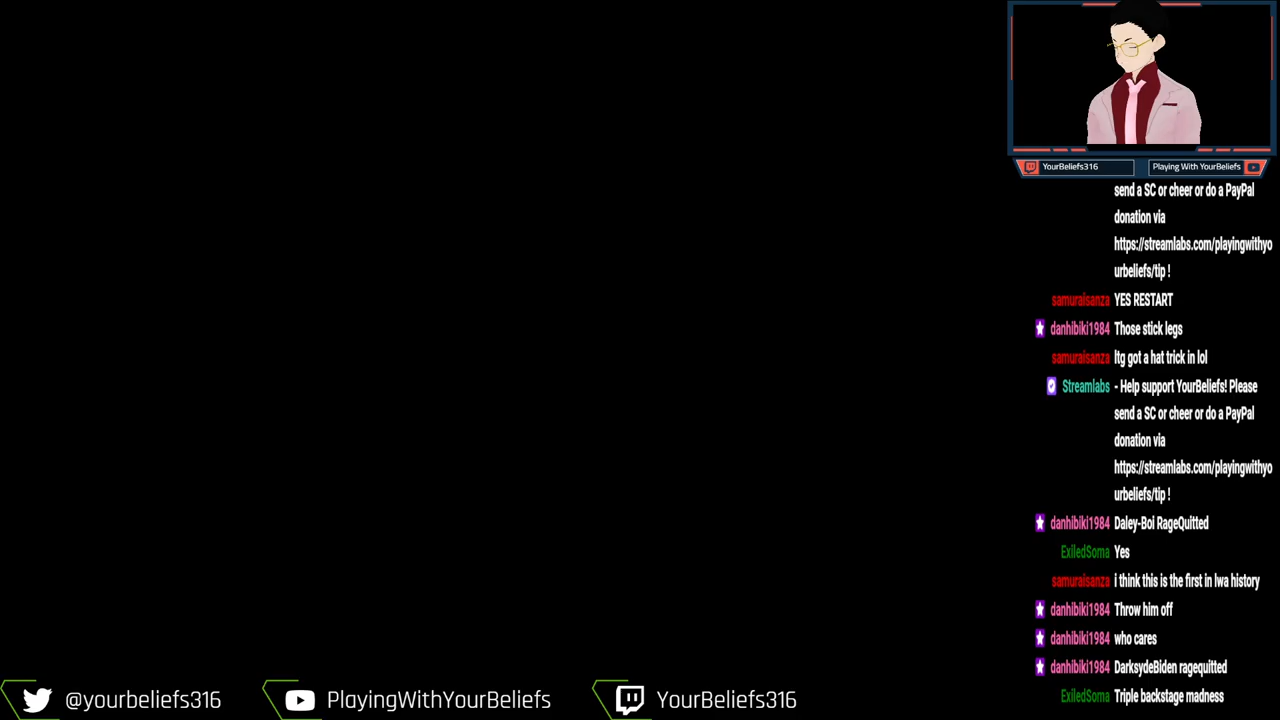 YourBeliefs316
Playing With YourBeliefs
send a SC or cheer or do a PayPal
donation via
https://streamlabs.com/playingwithyo
urbeliefs/tip !
samuraisanza YES RESTART
danhibiki1984 Those stick legs
samuraisanza ltg got a hat trick in lol
Streamlabs - Help support YourBeliefs! Please
send a SC or cheer or do a PayPal
donation via
https://streamlabs.com/playingwithyo
urbeliefs/tip !
danhibiki1984 Daley-Boi RageQuitted
ExiledSoma Yes
samuraisanza i think this is the first in lwa history
danhibiki1984 Throw him off
danhibiki1984 who cares
danhibiki1984 DarksydeBiden ragequitted
ExiledSoma Triple backstage madness
@yourbeliefs316
PlayingWithYourBeliefs
YourBeliefs316